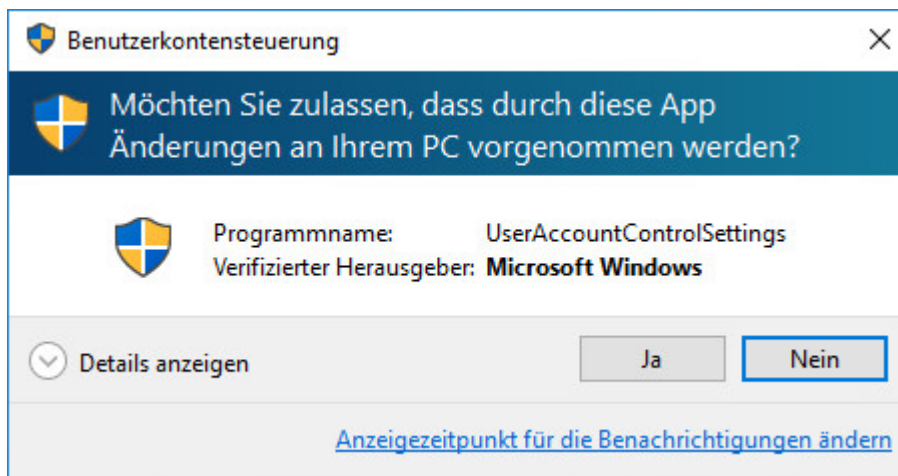 Benutzerkontensteuerung
Möchten Sie zulassen, dass durch diese App
Änderungen an Ihrem PC vorgenommen werden?
Programmname: UserAccountControlSettings
Verifizierter Herausgeber: Microsoft Windows
Details anzeigen Ja Nein
Anzeigezeitpunkt für die Benachrichtigungen ändern